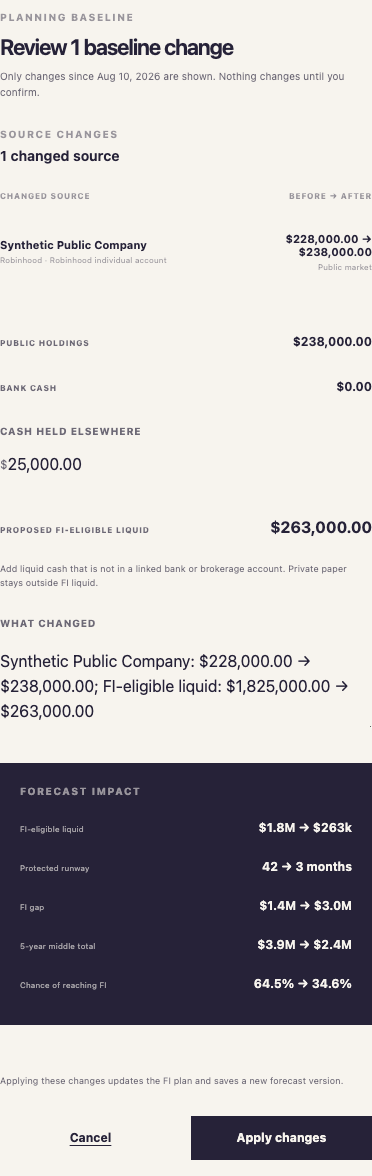 PLANNING BASELINE
Review 1 baseline change
Only changes since Aug 10, 2026 are shown. Nothing changes until you
confirm.
SOURCE CHANGES
1 changed source
CHANGED SOURCE BEFORE → AFTER
Synthetic Public Company $228,000.00 →
$238,000.00
Robinhood · Robinhood individual account Public market
PUBLIC HOLDINGS $238,000.00
BANK CASH $0.00
CASH HELD ELSEWHERE
$25,000.00
PROPOSED FI-ELIGIBLE LIQUID $263,000.00
Add liquid cash that is not in a linked bank or brokerage account. Private paper
stays outside FI liquid.
WHAT CHANGED
Synthetic Public Company: $228,000.00 →
$238,000.00; FI-eligible liquid: $1,825,000.00 →
$263,000.00
FORECAST IMPACT
FI-eligible liquid $1.8M → $263k
Protected runway 42 → 3 months
FI gap $1.4M → $3.0M
5-year middle total $3.9M → $2.4M
Chance of reaching FI 64.5% → 34.6%
Applying these changes updates the FI plan and saves a new forecast version.
Cancel Apply changes